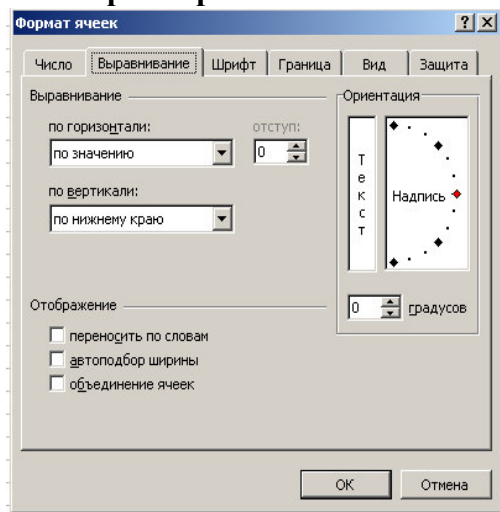 Формат ячеек
Число Выравнивание Шрифт Граница Вид Защита
Выравнивание
по горизонтали: отступ:
по значению 0
по вертикали:
по нижнему краю
Ориентация
Текст
Надпись
0 градусов
Отображение
переносить по словам
автоподбор ширины
объединение ячеек
ОК Отмена